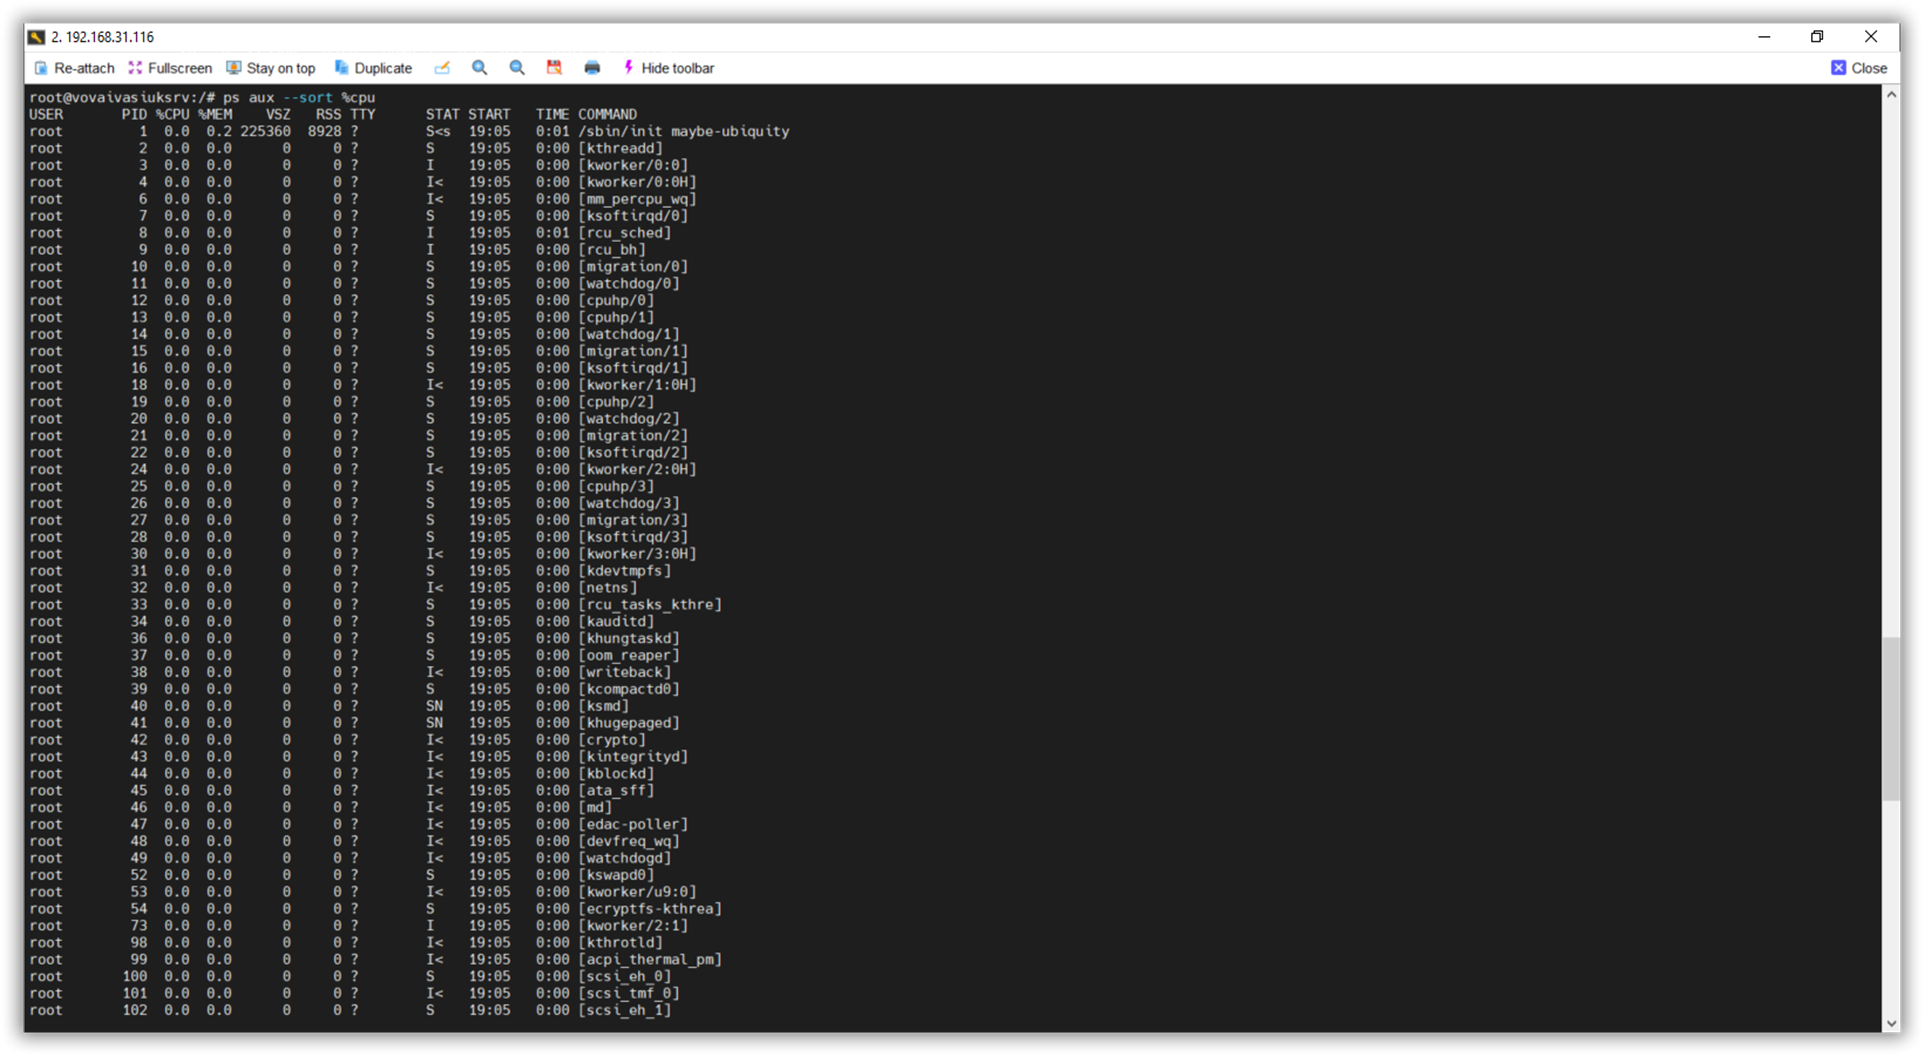 2. 192.168.31.116
Re-attach Fullscreen Stay on top Duplicate Hide toolbar Close
root@vovaivasiuksrv:/# ps aux --sort %cpu
USER PID %CPU %MEM VSZ RSS TTY STAT START TIME COMMAND
root 1 0.0 0.2 225360 8928 ? S<s 19:05 0:01 /sbin/init maybe-ubiquity
root 2 0.0 0.0 0 0 ? S 19:05 0:00 [kthreadd]
root 3 0.0 0.0 0 0 ? I 19:05 0:00 [kworker/0:0]
root 4 0.0 0.0 0 0 ? I< 19:05 0:00 [kworker/0:0H]
root 6 0.0 0.0 0 0 ? I< 19:05 0:00 [mm_percpu_wq]
root 7 0.0 0.0 0 0 ? S 19:05 0:00 [ksoftirqd/0]
root 8 0.0 0.0 0 0 ? I 19:05 0:01 [rcu_sched]
root 9 0.0 0.0 0 0 ? I 19:05 0:00 [rcu_bh]
root 10 0.0 0.0 0 0 ? S 19:05 0:00 [migration/0]
root 11 0.0 0.0 0 0 ? S 19:05 0:00 [watchdog/0]
root 12 0.0 0.0 0 0 ? S 19:05 0:00 [cpuhp/0]
root 13 0.0 0.0 0 0 ? S 19:05 0:00 [cpuhp/1]
root 14 0.0 0.0 0 0 ? S 19:05 0:00 [watchdog/1]
root 15 0.0 0.0 0 0 ? S 19:05 0:00 [migration/1]
root 16 0.0 0.0 0 0 ? S 19:05 0:00 [ksoftirqd/1]
root 18 0.0 0.0 0 0 ? I< 19:05 0:00 [kworker/1:0H]
root 19 0.0 0.0 0 0 ? S 19:05 0:00 [cpuhp/2]
root 20 0.0 0.0 0 0 ? S 19:05 0:00 [watchdog/2]
root 21 0.0 0.0 0 0 ? S 19:05 0:00 [migration/2]
root 22 0.0 0.0 0 0 ? S 19:05 0:00 [ksoftirqd/2]
root 24 0.0 0.0 0 0 ? I< 19:05 0:00 [kworker/2:0H]
root 25 0.0 0.0 0 0 ? S 19:05 0:00 [cpuhp/3]
root 26 0.0 0.0 0 0 ? S 19:05 0:00 [watchdog/3]
root 27 0.0 0.0 0 0 ? S 19:05 0:00 [migration/3]
root 28 0.0 0.0 0 0 ? S 19:05 0:00 [ksoftirqd/3]
root 30 0.0 0.0 0 0 ? I< 19:05 0:00 [kworker/3:0H]
root 31 0.0 0.0 0 0 ? S 19:05 0:00 [kdevtmpfs]
root 32 0.0 0.0 0 0 ? I< 19:05 0:00 [netns]
root 33 0.0 0.0 0 0 ? S 19:05 0:00 [rcu_tasks_kthre]
root 34 0.0 0.0 0 0 ? S 19:05 0:00 [kauditd]
root 36 0.0 0.0 0 0 ? S 19:05 0:00 [khungtaskd]
root 37 0.0 0.0 0 0 ? S 19:05 0:00 [oom_reaper]
root 38 0.0 0.0 0 0 ? I< 19:05 0:00 [writeback]
root 39 0.0 0.0 0 0 ? S 19:05 0:00 [kcompactd0]
root 40 0.0 0.0 0 0 ? SN 19:05 0:00 [ksmd]
root 41 0.0 0.0 0 0 ? SN 19:05 0:00 [khugepaged]
root 42 0.0 0.0 0 0 ? I< 19:05 0:00 [crypto]
root 43 0.0 0.0 0 0 ? I< 19:05 0:00 [kintegrityd]
root 44 0.0 0.0 0 0 ? I< 19:05 0:00 [kblockd]
root 45 0.0 0.0 0 0 ? I< 19:05 0:00 [ata_sff]
root 46 0.0 0.0 0 0 ? I< 19:05 0:00 [md]
root 47 0.0 0.0 0 0 ? I< 19:05 0:00 [edac-poller]
root 48 0.0 0.0 0 0 ? I< 19:05 0:00 [devfreq_wq]
root 49 0.0 0.0 0 0 ? I< 19:05 0:00 [watchdogd]
root 52 0.0 0.0 0 0 ? S 19:05 0:00 [kswapd0]
root 53 0.0 0.0 0 0 ? I< 19:05 0:00 [kworker/u9:0]
root 54 0.0 0.0 0 0 ? S 19:05 0:00 [ecryptfs-kthrea]
root 73 0.0 0.0 0 0 ? I 19:05 0:00 [kworker/2:1]
root 98 0.0 0.0 0 0 ? I< 19:05 0:00 [kthrotld]
root 99 0.0 0.0 0 0 ? I< 19:05 0:00 [acpi_thermal_pm]
root 100 0.0 0.0 0 0 ? S 19:05 0:00 [scsi_eh_0]
root 101 0.0 0.0 0 0 ? I< 19:05 0:00 [scsi_tmf_0]
root 102 0.0 0.0 0 0 ? S 19:05 0:00 [scsi_eh_1]